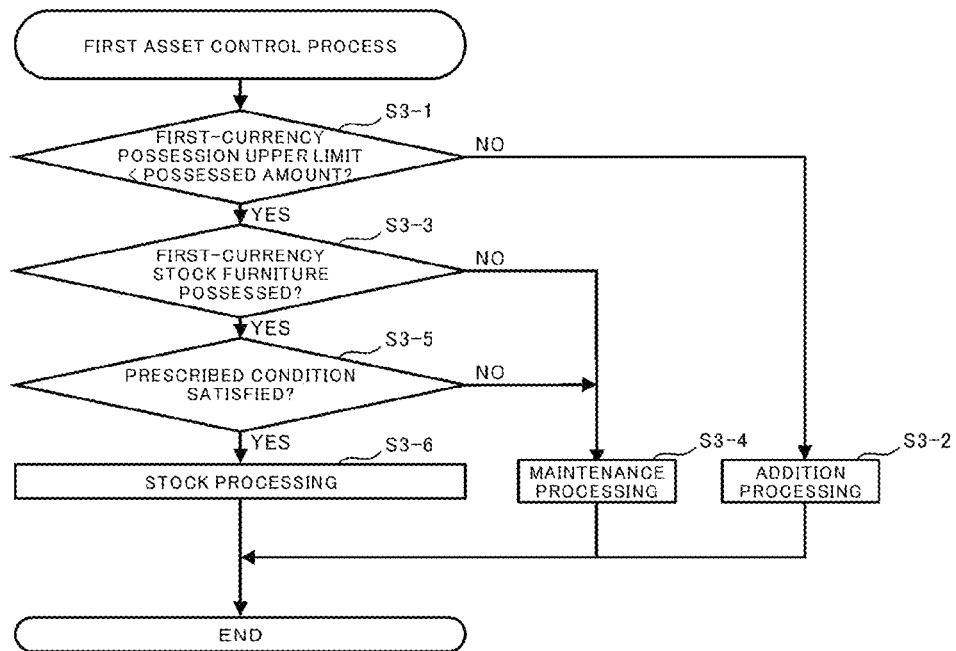 FIRST ASSET CONTROL PROCESS
S3-1
FIRST-CURRENCY
POSSESSION UPPER LIMIT
< POSSESSED AMOUNT?
NO
YES
S3-3
FIRST-CURRENCY
STOCK FURNITURE
POSSESSED?
NO
YES
S3-5
PRESCRIBED CONDITION
SATISFIED?
NO
YES
S3-6
STOCK PROCESSING
S3-4
MAINTENANCE
PROCESSING
S3-2
ADDITION
PROCESSING
END